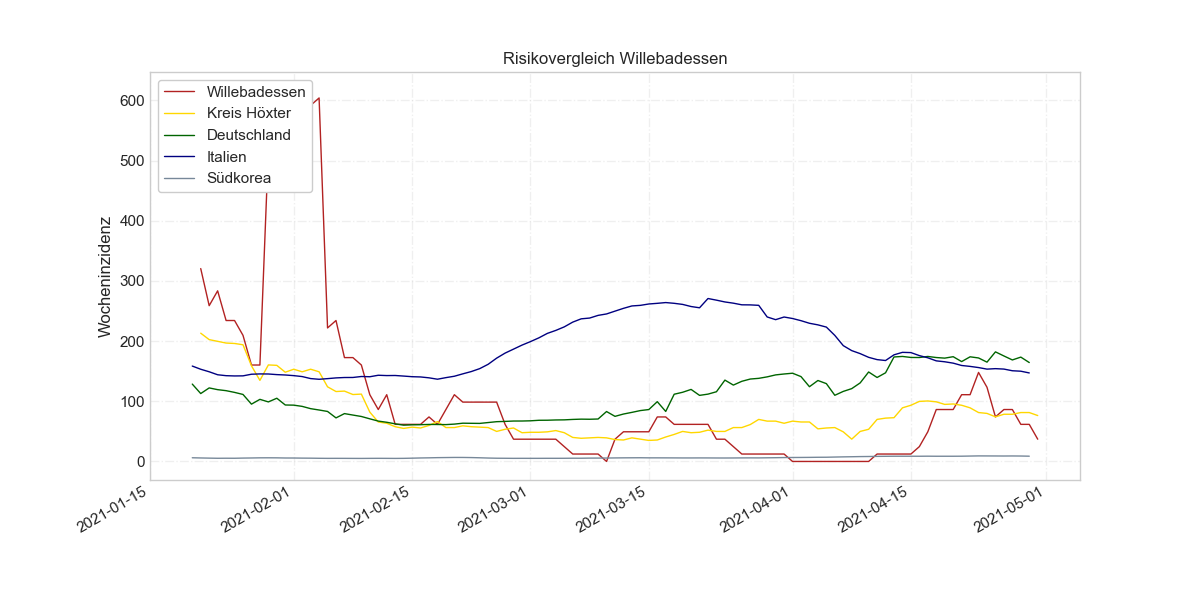 Risikovergleich Willebadessen
Willebadessen
Kreis Höxter
Deutschland
Italien
Südkorea
Wocheninzidenz
600
500
400
300
200
100
0
2021-01-15
2021-02-01
2021-02-15
2021-03-01
2021-03-15
2021-04-01
2021-04-15
2021-05-01